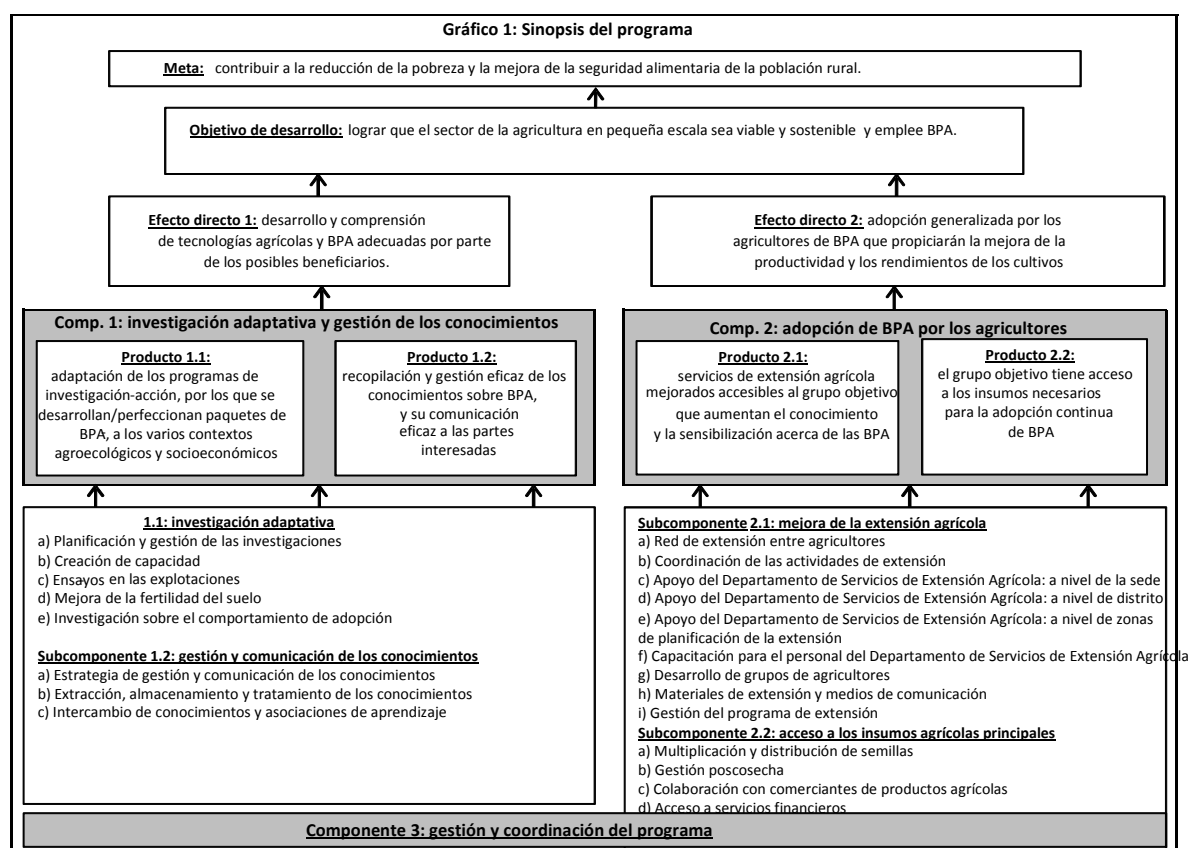 Gráfico 1: Sinopsis del programa
Meta: contribuir a la reducción de la pobreza y la mejora de la seguridad alimentaria de la población rural.
Objetivo de desarrollo: lograr que el sector de la agricultura en pequeña escala sea viable y sostenible y emplee BPA.
Efecto directo 1: desarrollo y comprensión
de tecnologías agrícolas y BPA adecuadas por parte
de los posibles beneficiarios.
Efecto directo 2: adopción generalizada por los
agricultores de BPA que propiciarán la mejora de la
productividad y los rendimientos de los cultivos
Comp. 1: investigación adaptativa y gestión de los conocimientos
Producto 1.1:
adaptación de los programas de
investigación-acción, por los que se
desarrollan/perfeccionan paquetes de
BPA, a los varios contextos
agroecológicos y socioeconómicos
Producto 1.2:
recopilación y gestión eficaz de los
conocimientos sobre BPA,
y su comunicación
eficaz a las partes
interesadas
Comp. 2: adopción de BPA por los agricultores
Producto 2.1:
servicios de extensión agrícola
mejorados accesibles al grupo objetivo
que aumentan el conocimiento
y la sensibilización acerca de las BPA
Producto 2.2:
el grupo objetivo tiene acceso
a los insumos necesarios
para la adopción continua
de BPA
1.1: investigación adaptativa
a) Planificación y gestión de las investigaciones
b) Creación de capacidad
c) Ensayos en las explotaciones
d) Mejora de la fertilidad del suelo
e) Investigación sobre el comportamiento de adopción
Subcomponente 1.2: gestión y comunicación de los conocimientos
a) Estrategia de gestión y comunicación de los conocimientos
b) Extracción, almacenamiento y tratamiento de los conocimientos
c) Intercambio de conocimientos y asociaciones de aprendizaje
Subcomponente 2.1: mejora de la extensión agrícola
a) Red de extensión entre agricultores
b) Coordinación de las actividades de extensión
c) Apoyo del Departamento de Servicios de Extensión Agrícola: a nivel de la sede
d) Apoyo del Departamento de Servicios de Extensión Agrícola: a nivel de distrito
e) Apoyo del Departamento de Servicios de Extensión Agrícola: a nivel de zonas
de planificación de la extensión
f) Capacitación para el personal del Departamento de Servicios de Extensión Agrícola
g) Desarrollo de grupos de agricultores
h) Materiales de extensión y medios de comunicación
i) Gestión del programa de extensión
Subcomponente 2.2: acceso a los insumos agrícolas principales
a) Multiplicación y distribución de semillas
b) Gestión poscosecha
c) Colaboración con comerciantes de productos agrícolas
d) Acceso a servicios financieros
Componente 3: gestión y coordinación del programa